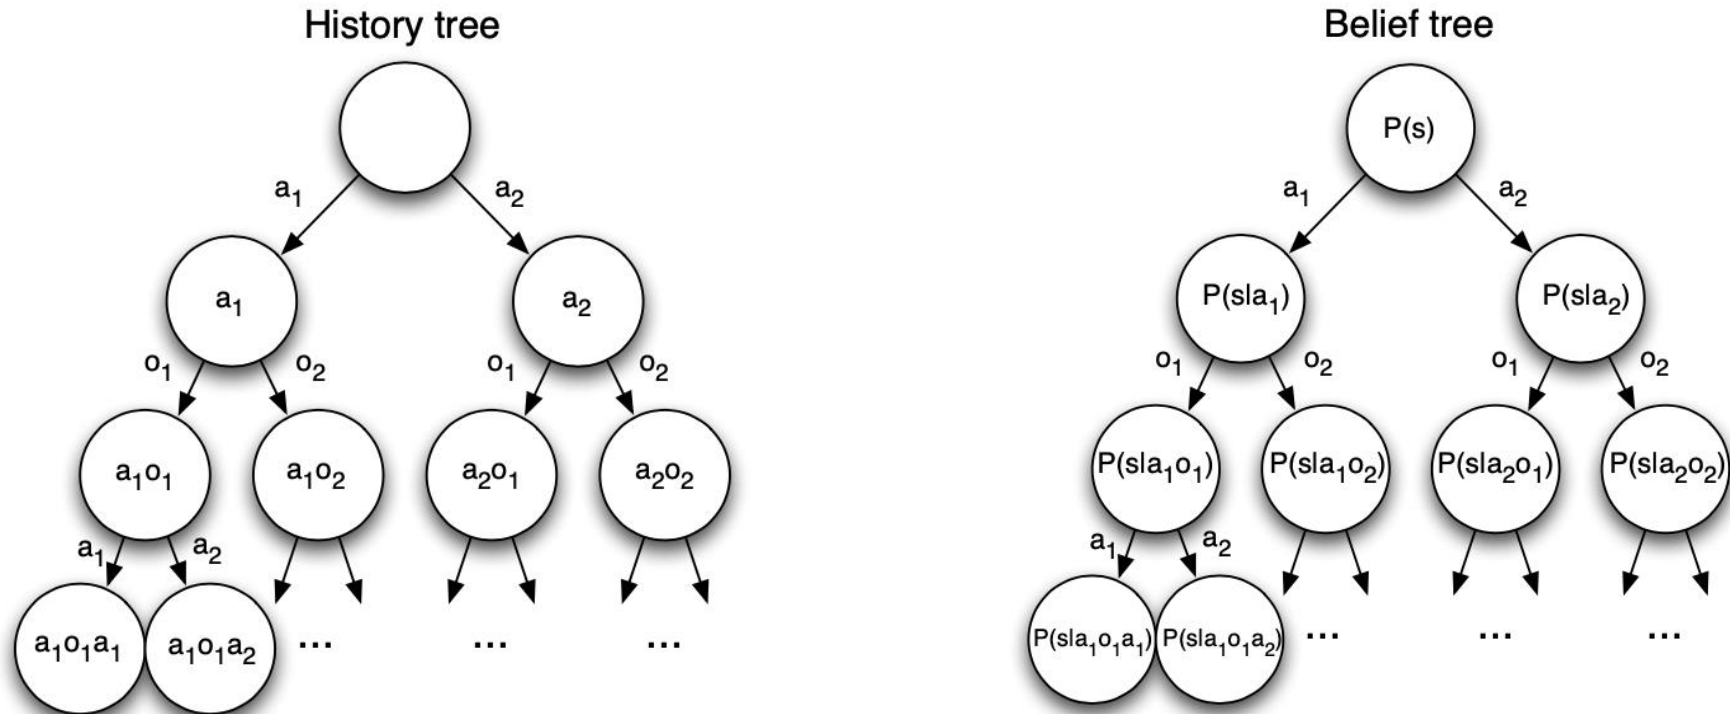 History tree
Belief tree
P(s)
a₁
a₂
a₁
a₂
a₁
a₂
P(s|a₁)
P(s|a₂)
o₁
o₂
o₁
o₂
o₁
o₂
o₁
o₂
a₁o₁
a₁o₂
a₂o₁
a₂o₂
P(s|a₁o₁)
P(s|a₁o₂)
P(s|a₂o₁)
P(s|a₂o₂)
a₁
a₂
a₁
a₂
a₁o₁a₁
a₁o₁a₂
...
...
...
P(s|a₁o₁a₁)
P(s|a₁o₁a₂)
...
...
...